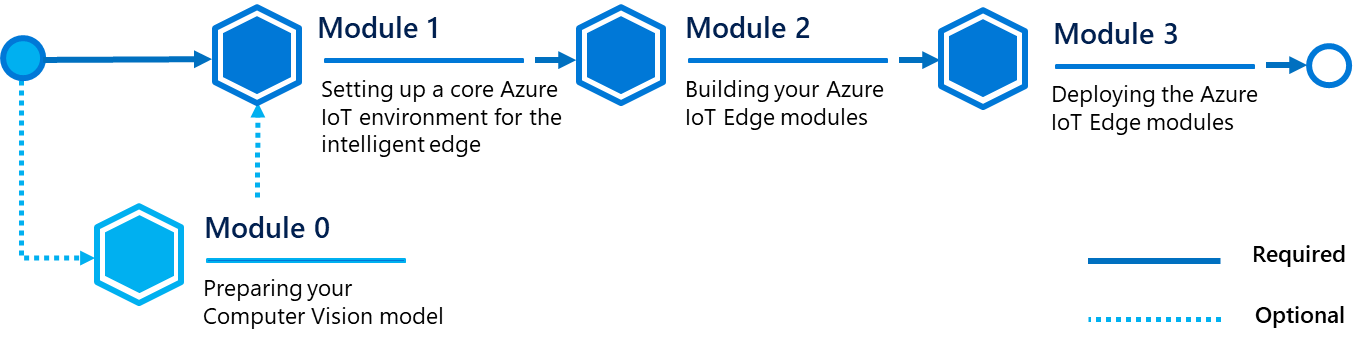 Module 1
Setting up a core Azure
IoT environment for the
intelligent edge
Module 2
Building your Azure
IoT Edge modules
Module 3
Deploying the Azure
IoT Edge modules
Module 0
Preparing your
Computer Vision model
Required
Optional